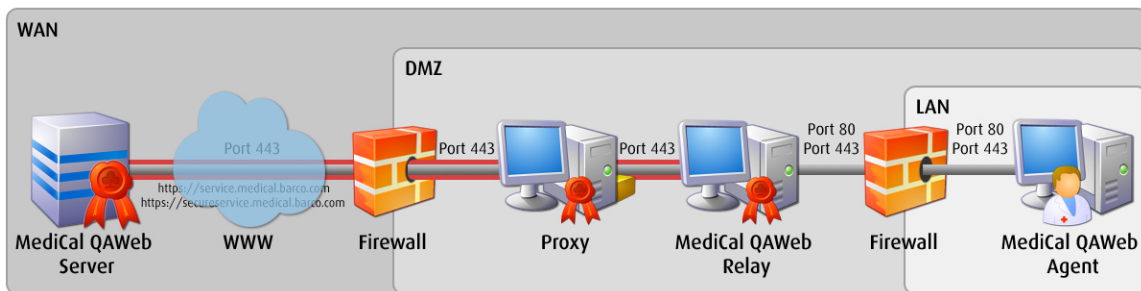 WAN
DMZ
LAN
Port 443
https://service.medical.barco.com
https://secureservice.medical.barco.com
Port 443
Port 443
Port 80
Port 443
Port 80
Port 443
MediCal QAWeb
Server
WWW
Firewall
Proxy
MediCal QAWeb
Relay
Firewall
MediCal QAWeb
Agent